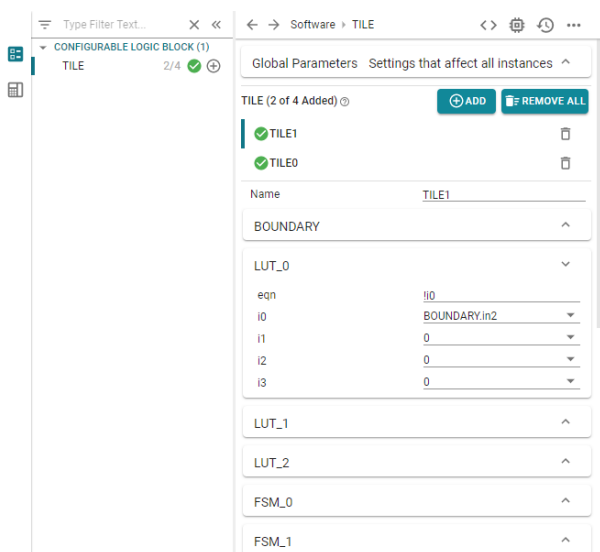 Type Filter Text...
CONFIGURABLE LOGIC BLOCK (1)
TILE 2/4
Software TILE
Global Parameters Settings that affect all instances
TILE (2 of 4 Added) ADD REMOVE ALL
TILE1
TILE0
Name TILE1
BOUNDARY
LUT_0
eqn !i0
i0 BOUNDARY.in2
i1 0
i2 0
i3 0
LUT_1
LUT_2
FSM_0
FSM_1